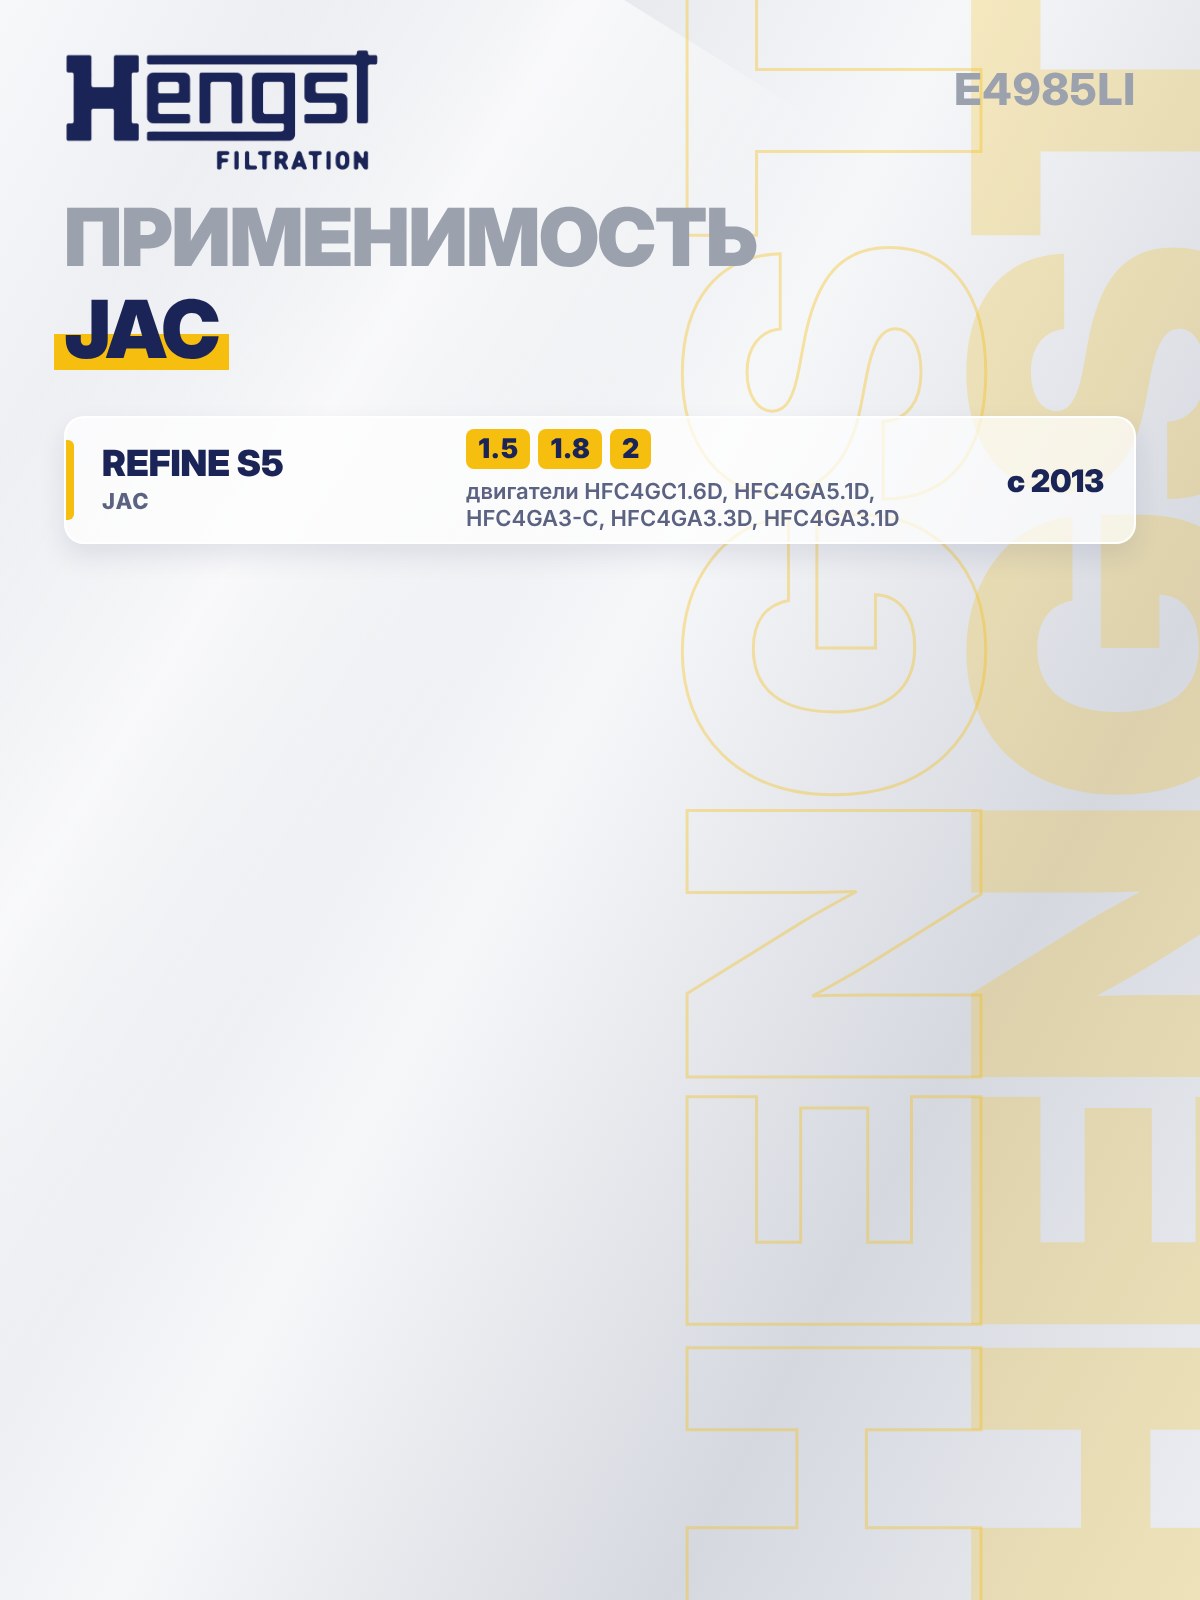 Hengst
FILTRATION
E4985LI
ПРИМЕНИМОСТЬ
JAC
REFINE S5
JAC
1.5 1.8 2
двигатели HFC4GC1.6D, HFC4GA5.1D,
HFC4GA3-C, HFC4GA3.3D, HFC4GA3.1D
с 2013
HENGST
HENGST